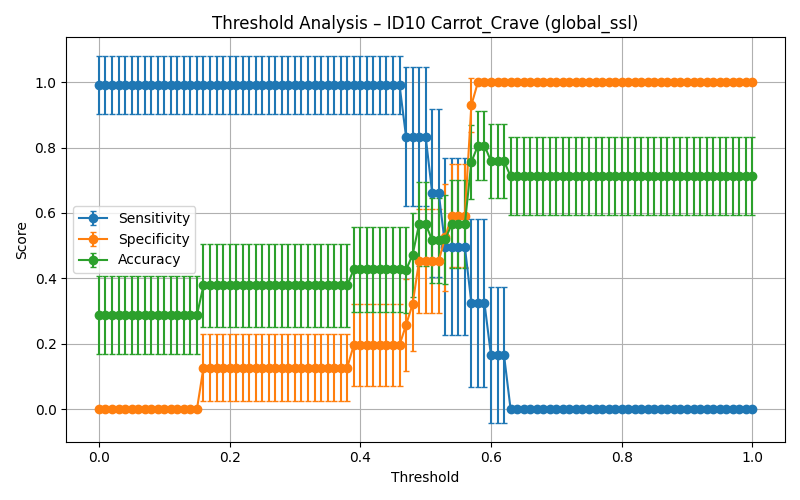 Threshold Analysis – ID10 Carrot_Crave (global_ssl)
Score
1.0
0.8
0.6
0.4
0.2
0.0
Sensitivity
Specificity
Accuracy
0.0 0.2 0.4 0.6 0.8 1.0
Threshold